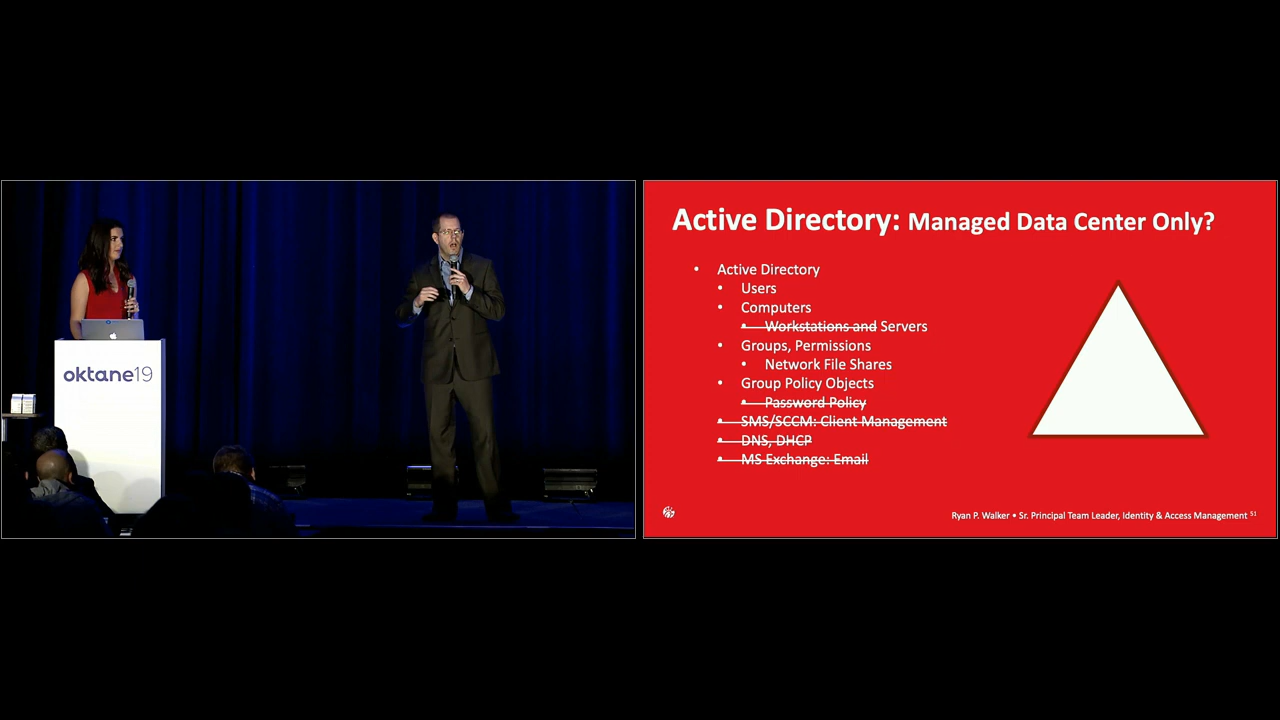 oktane19
Active Directory: Managed Data Center Only?
• Active Directory
• Users
• Computers
• Workstations and Servers
• Groups, Permissions
• Network File Shares
• Group Policy Objects
• Password Policy
• SMS/SCCM: Client Management
• DNS, DHCP
• MS Exchange: Email
Ryan P. Walker • Sr. Principal Team Leader, Identity & Access Management 51